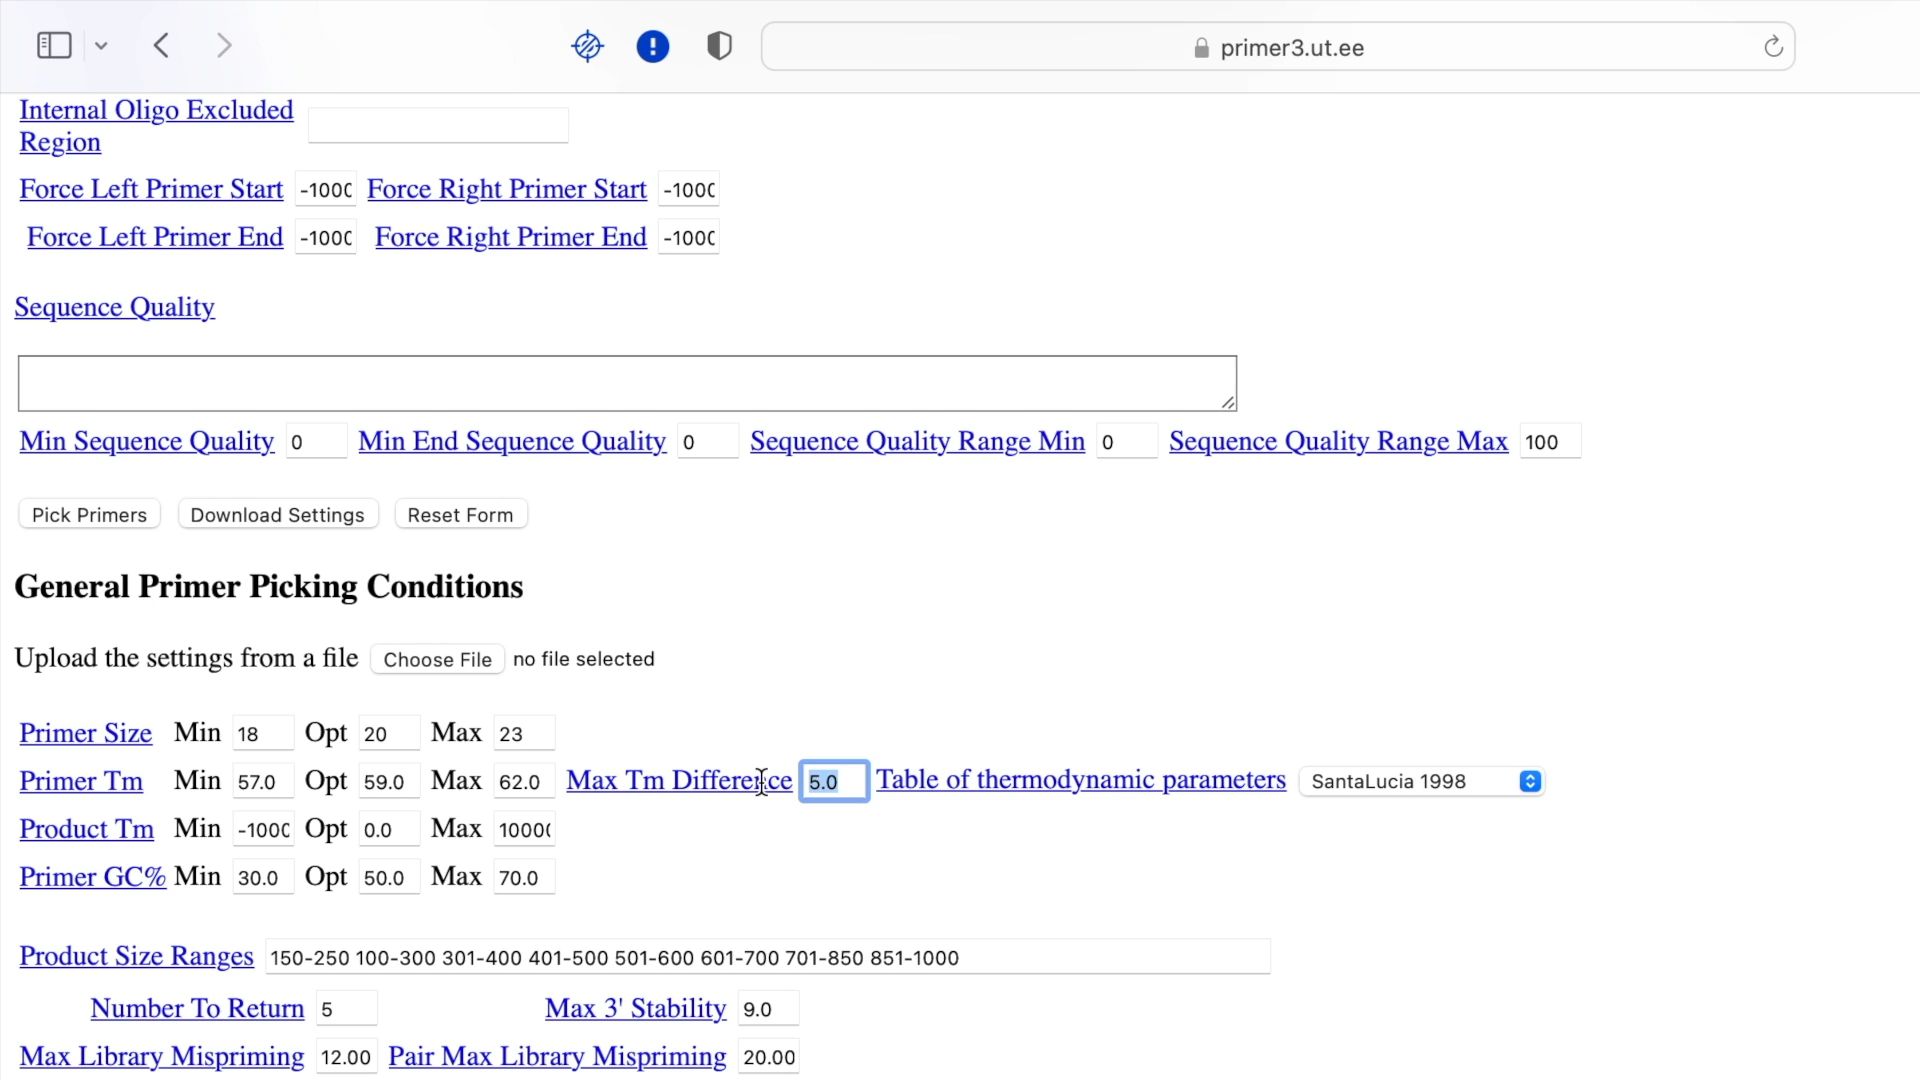 primer3.ut.ee
Internal Oligo Excluded
Region
Force Left Primer Start -1000 Force Right Primer Start -1000
Force Left Primer End -1000 Force Right Primer End -1000
Sequence Quality
Min Sequence Quality 0 Min End Sequence Quality 0 Sequence Quality Range Min 0 Sequence Quality Range Max 100
Pick Primers Download Settings Reset Form
General Primer Picking Conditions
Upload the settings from a file Choose File no file selected
Primer Size Min 18 Opt 20 Max 23
Primer Tm Min 57.0 Opt 59.0 Max 62.0 Max Tm Difference 5.0 Table of thermodynamic parameters SantaLucia 1998
Product Tm Min -1000 Opt 0.0 Max 10000
Primer GC% Min 30.0 Opt 50.0 Max 70.0
Product Size Ranges 150-250 100-300 301-400 401-500 501-600 601-700 701-850 851-1000
Number To Return 5 Max 3' Stability 9.0
Max Library Mispriming 12.00 Pair Max Library Mispriming 20.00